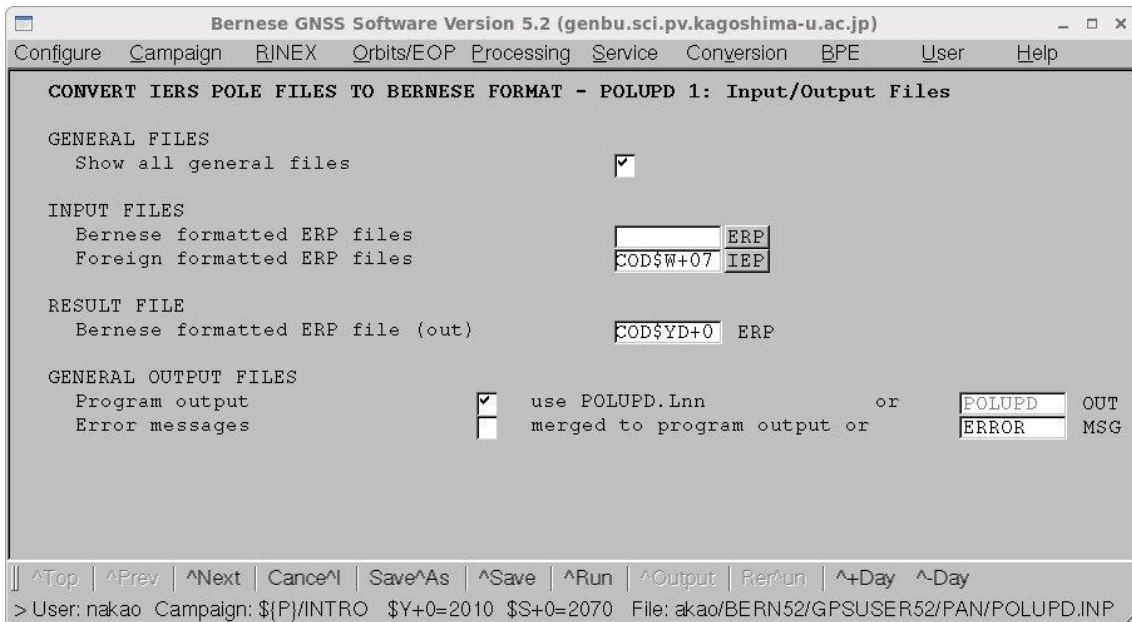 Bernese GNSS Software Version 5.2 (genbu.sci.pv.kagoshima-u.ac.jp)
Configure Campaign RINEX Orbits/EOP Processing Service Conversion BPE User Help
CONVERT IERS POLE FILES TO BERNESE FORMAT - POLUPD 1: Input/Output Files
GENERAL FILES
Show all general files
INPUT FILES
Bernese formatted ERP files ERP
Foreign formatted ERP files COD$W+07 IEP
RESULT FILE
Bernese formatted ERP file (out) COD$YD+0 ERP
GENERAL OUTPUT FILES
Program output use POLUPD.Lnn or POLUPD OUT
Error messages merged to program output or ERROR MSG
^Top | ^Prev | ^Next | Cance^l | Save^As | ^Save | ^Run | ^Output | Rer^un | ^+Day ^-Day
> User: nakao Campaign: ${P}/INTRO $Y+0=2010 $S+0=2070 File: akao/BERN52/GPSUSER52/PAN/POLUPD.INP